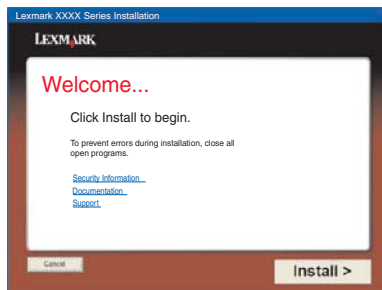 Lexmark XXXX Series Installation
LEXMARK
Welcome...
Click Install to begin.
To prevent errors during installation, close all
open programs.
Security Information
Documentation
Support
Cancel
Install >